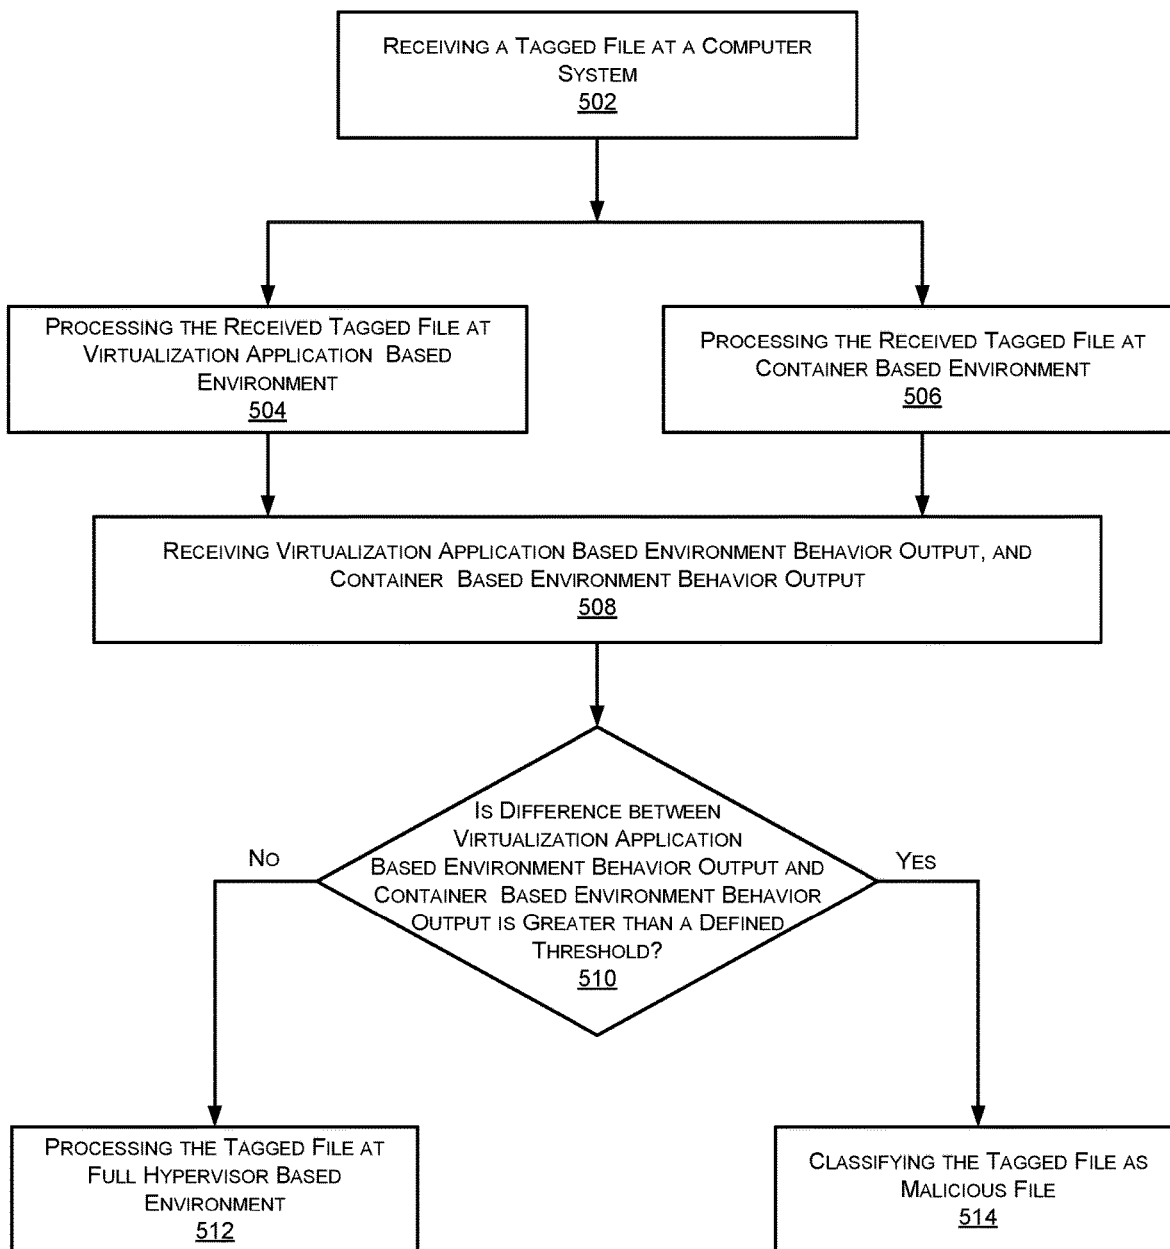 RECEIVING A TAGGED FILE AT A COMPUTER
SYSTEM
502
PROCESSING THE RECEIVED TAGGED FILE AT
VIRTUALIZATION APPLICATION BASED
ENVIRONMENT
504
PROCESSING THE RECEIVED TAGGED FILE AT
CONTAINER BASED ENVIRONMENT
506
RECEIVING VIRTUALIZATION APPLICATION BASED ENVIRONMENT BEHAVIOR OUTPUT, AND
CONTAINER BASED ENVIRONMENT BEHAVIOR OUTPUT
508
IS DIFFERENCE BETWEEN
VIRTUALIZATION APPLICATION
BASED ENVIRONMENT BEHAVIOR OUTPUT AND
CONTAINER BASED ENVIRONMENT BEHAVIOR
OUTPUT IS GREATER THAN A DEFINED
THRESHOLD?
510
NO
YES
PROCESSING THE TAGGED FILE AT
FULL HYPERVISOR BASED
ENVIRONMENT
512
CLASSIFYING THE TAGGED FILE AS
MALICIOUS FILE
514